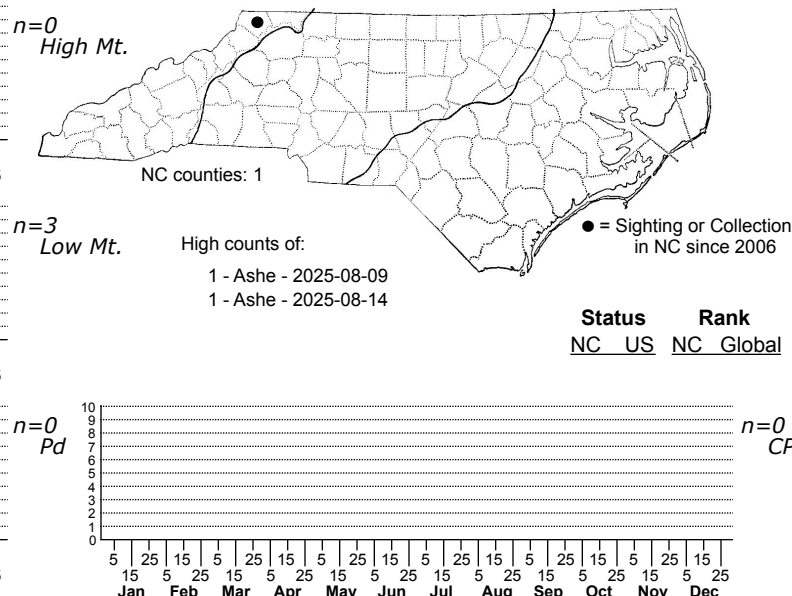 n=0
High Mt.
NC counties: 1
n=3
Low Mt.
High counts of:
1 - Ashe - 2025-08-09
1 - Ashe - 2025-08-14
● = Sighting or Collection
in NC since 2006
Status Rank
NC US NC Global
n=0
Pd
10
9
8
7
6
5
4
3
2
1
0
n=0
CP
5 25 15 5 25 15 5 25 15 5 25 15 5 25 15 5 25 15
15 5 25 15 5 25 15 5 25 15 5 25 15 5 25 15 5 25
Jan Feb Mar Apr May Jun Jul Aug Sep Oct Nov Dec